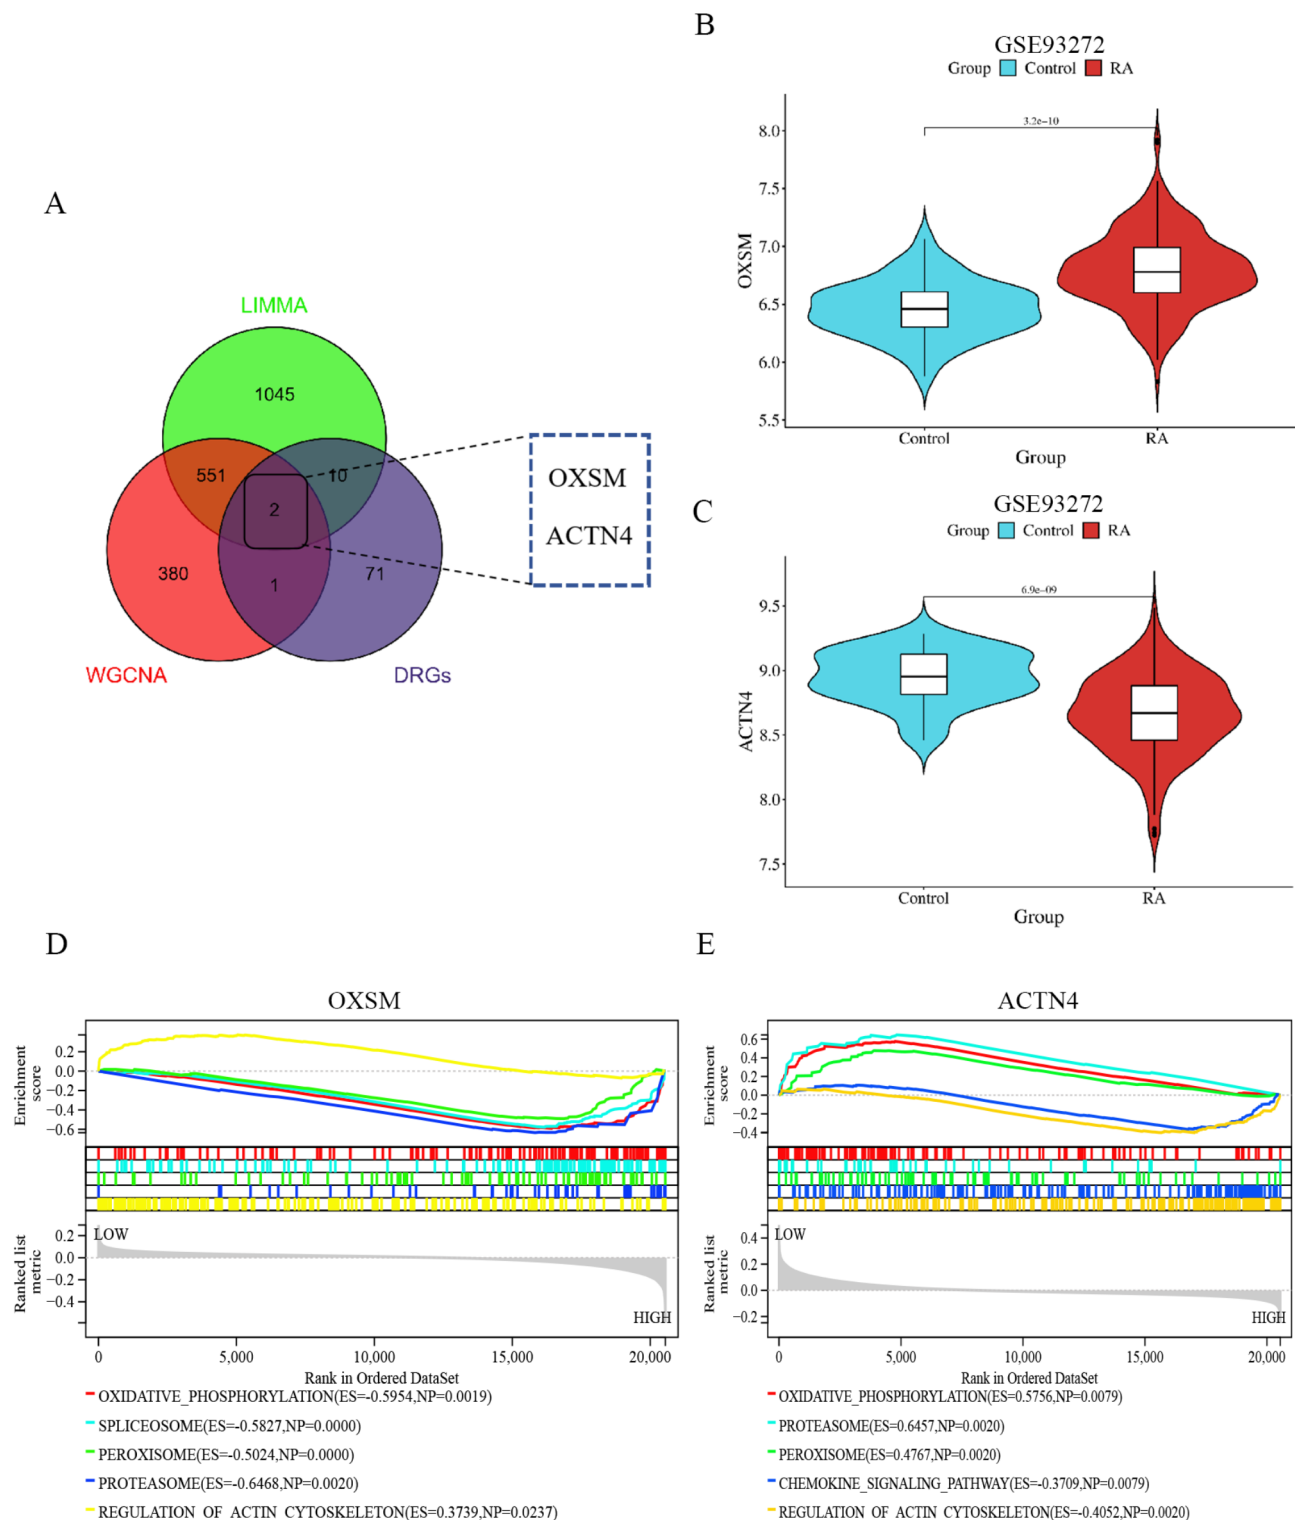 A
LIMMA
1045
551
10
2
380
1
71
WGCNA
DRGs
OXSM
ACTN4
B
GSE93272
Group Control RA
3.2e-10
8.0
7.5
7.0
6.5
6.0
5.5
OXSM
Control
RA
Group
C
GSE93272
Group Control RA
6.9e-09
9.5
9.0
8.5
8.0
7.5
ACTN4
Control
RA
Group
D
OXSM
Enrichment score
0.2
0.0
-0.2
-0.4
-0.6
LOW
Ranked list metric
0.2
0.0
-0.2
-0.4
HIGH
0
5,000
10,000
15,000
20,000
Rank in Ordered DataSet
OXIDATIVE_PHOSPHORYLATION(ES=-0.5954,NP=0.0019)
SPLICEOSOME(ES=-0.5827,NP=0.0000)
PEROXISOME(ES=-0.5024,NP=0.0000)
PROTEASOME(ES=-0.6468,NP=0.0020)
REGULATION OF ACTIN CYTOSKELETON(ES=0.3739,NP=0.0237)
E
ACTN4
Enrichment score
0.6
0.4
0.2
0.0
-0.2
-0.4
LOW
Ranked list metric
0.4
0.2
0.0
-0.2
HIGH
0
5,000
10,000
15,000
20,000
Rank in Ordered DataSet
OXIDATIVE_PHOSPHORYLATION(ES=0.5756,NP=0.0079)
PROTEASOME(ES=0.6457,NP=0.0020)
PEROXISOME(ES=0.4767,NP=0.0020)
CHEMOKINE_SIGNALING_PATHWAY(ES=-0.3709,NP=0.0079)
REGULATION OF ACTIN CYTOSKELETON(ES=-0.4052,NP=0.0020)